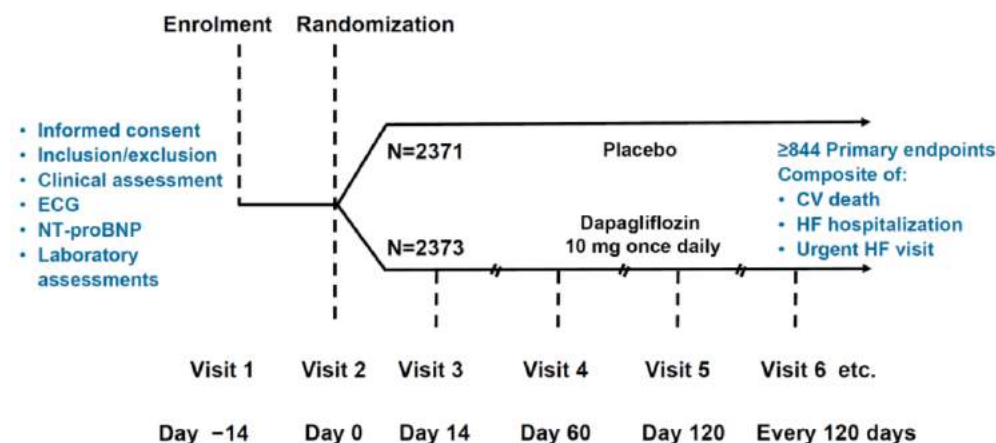 Enrolment Randomization
• Informed consent
• Inclusion/exclusion
• Clinical assessment
• ECG
• NT-proBNP
• Laboratory
assessments
N=2371
Placebo
N=2373
Dapagliflozin
10 mg once daily
≥844 Primary endpoints
Composite of:
• CV death
• HF hospitalization
• Urgent HF visit
Visit 1 Visit 2 Visit 3 Visit 4 Visit 5 Visit 6 etc.
Day −14 Day 0 Day 14 Day 60 Day 120 Every 120 days